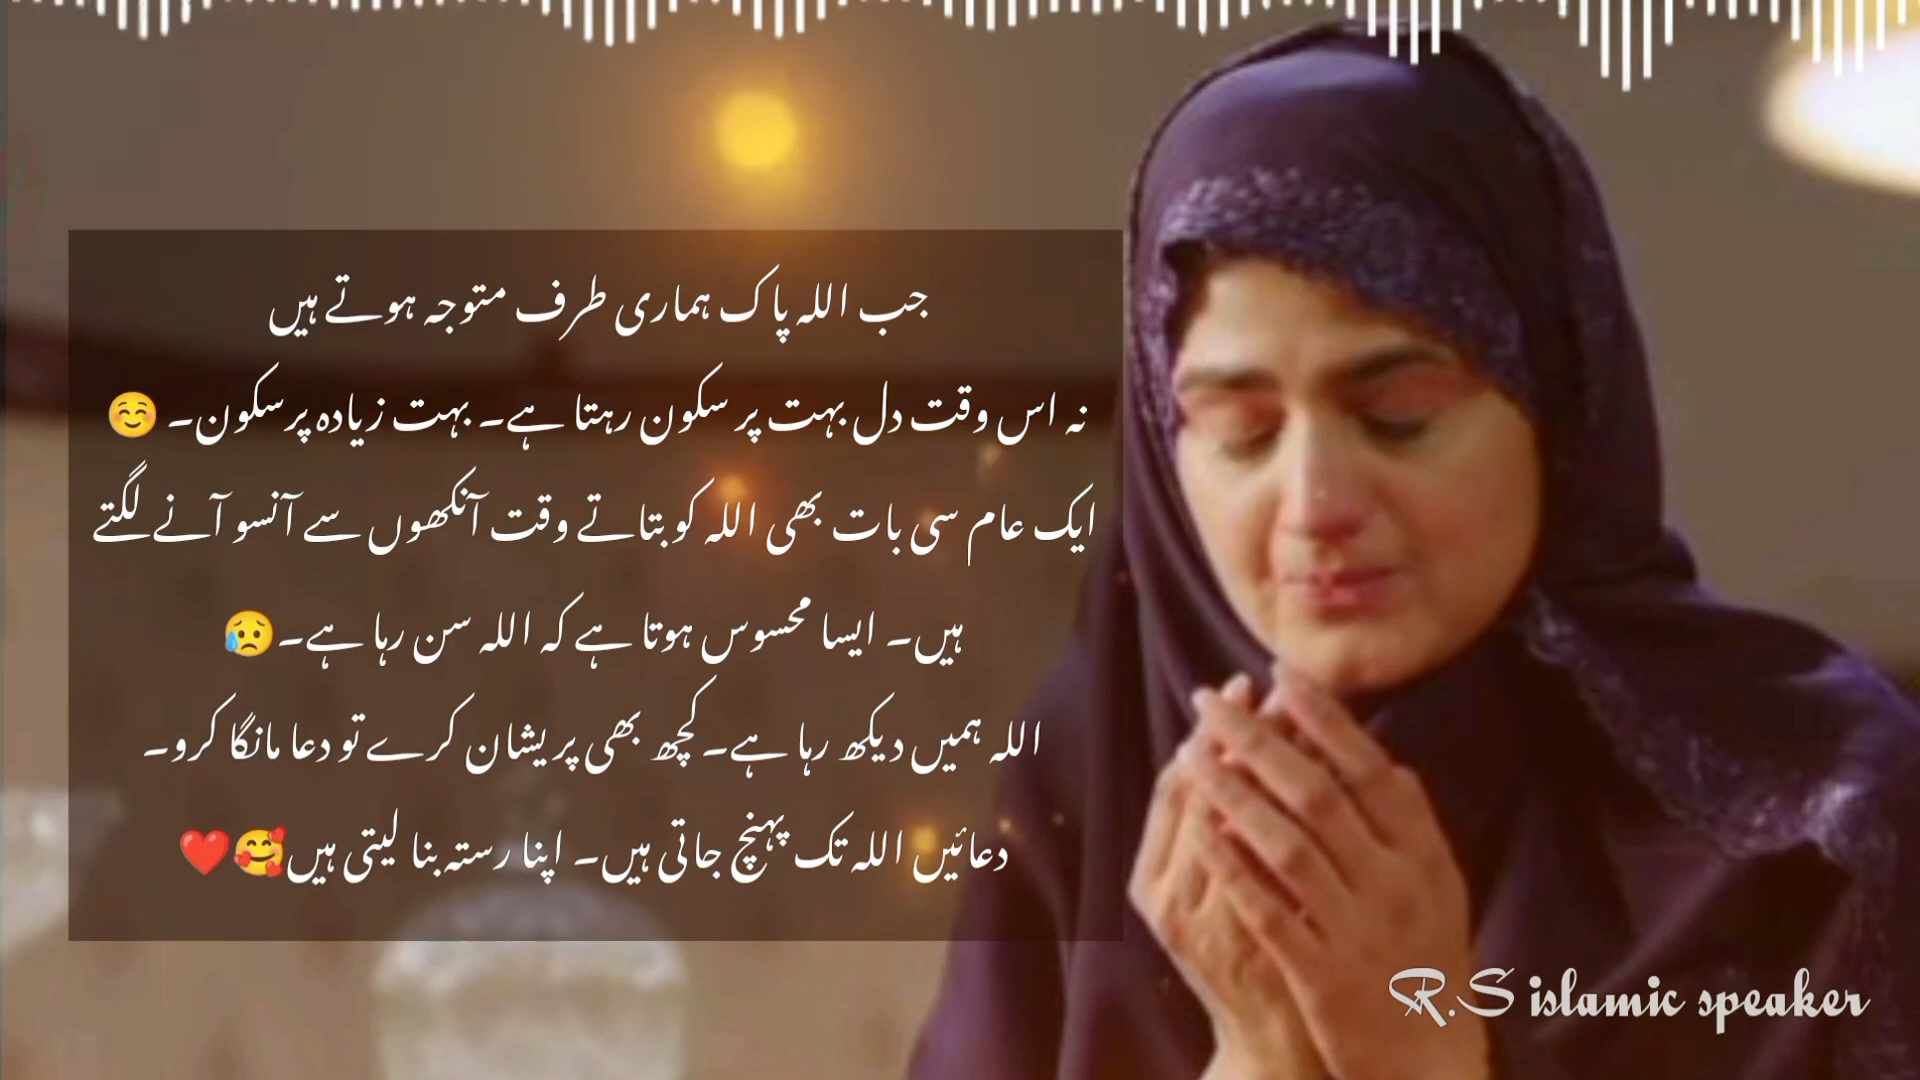 جب اللہ پاک ہماری طرف متوجہ ہوتے ہیں
نہ اس وقت دل بہت پر سکون رہتا ہے۔ بہت زیادہ پرسکون۔ ☺️
ایک عام سی بات بھی اللہ کو بتاتے وقت آنکھوں سے آنسو آنے لگتے
ہیں۔ ایسا محسوس ہوتا ہے کہ اللہ سن رہا ہے۔😥
اللہ ہمیں دیکھ رہا ہے۔ کچھ بھی پریشان کرے تو دعا مانگا کرو۔
دعائیں اللہ تک پہنچ جاتی ہیں۔ اپنا رستہ بنا لیتی ہیں🥰❤️
R.S islamic speaker